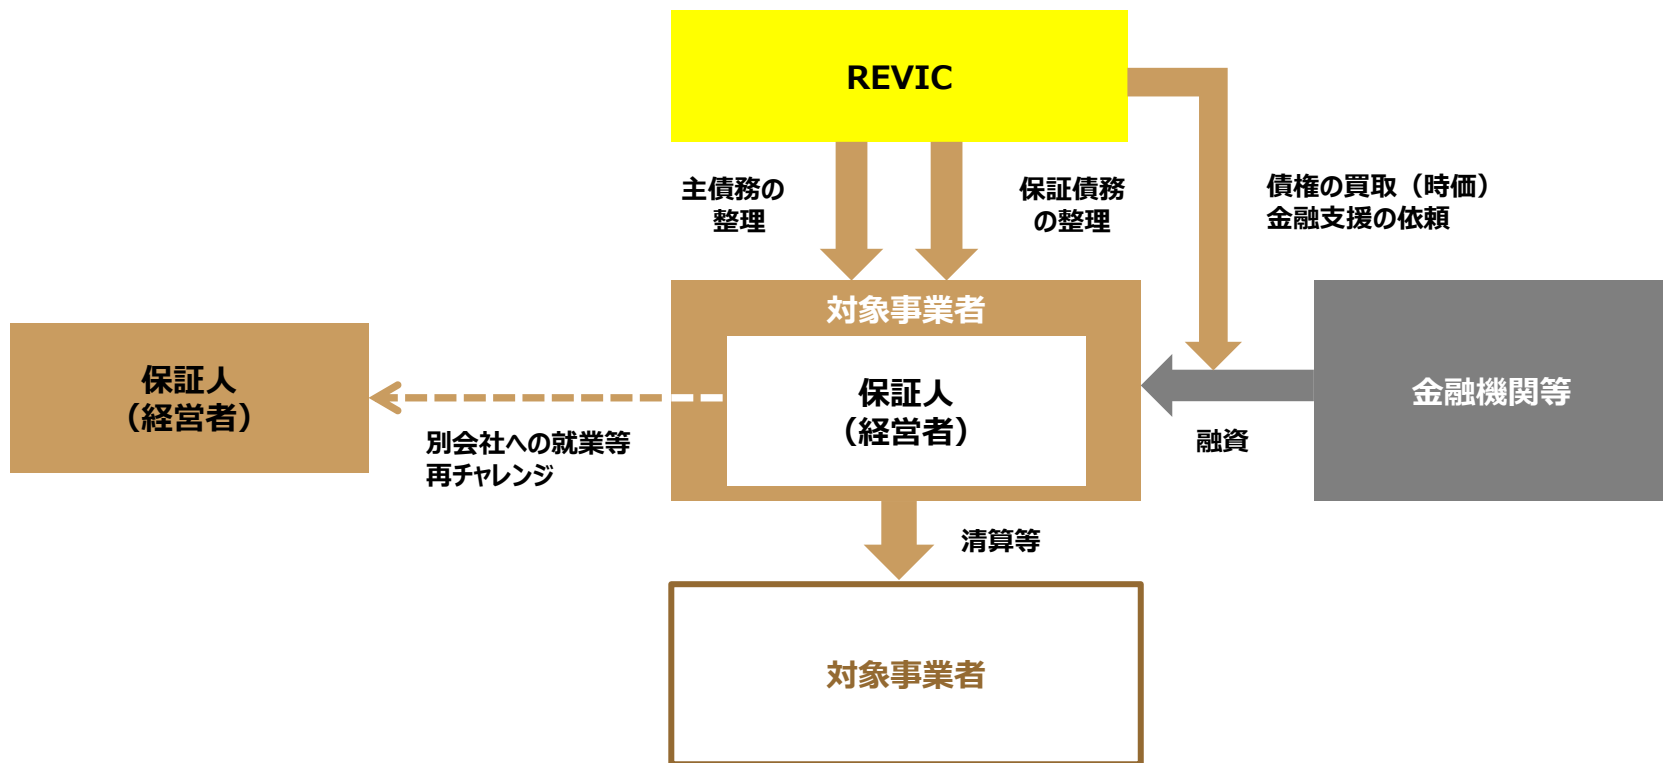 REVIC
主債務の
整理
保証債務
の整理
債権の買取（時価）
金融支援の依頼
対象事業者
保証人
（経営者）
保証人
（経営者）
金融機関等
別会社への就業等
再チャレンジ
融資
清算等
対象事業者